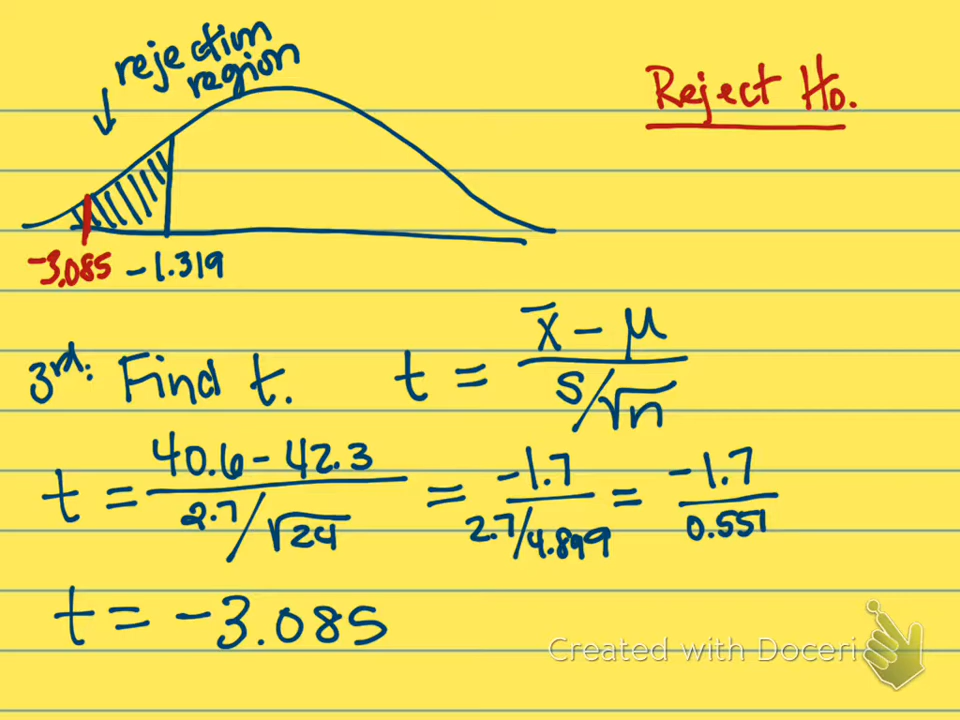 rejection
region
Reject Ho.
-3.085 -1.319
3rd: Find t. t = x̄ - μ / s/√n
t = 40.6 - 42.3 / 2.7/√24 = -1.7 / 2.7/4.899 = -1.7 / 0.551
t = -3.085
Created with Doceri